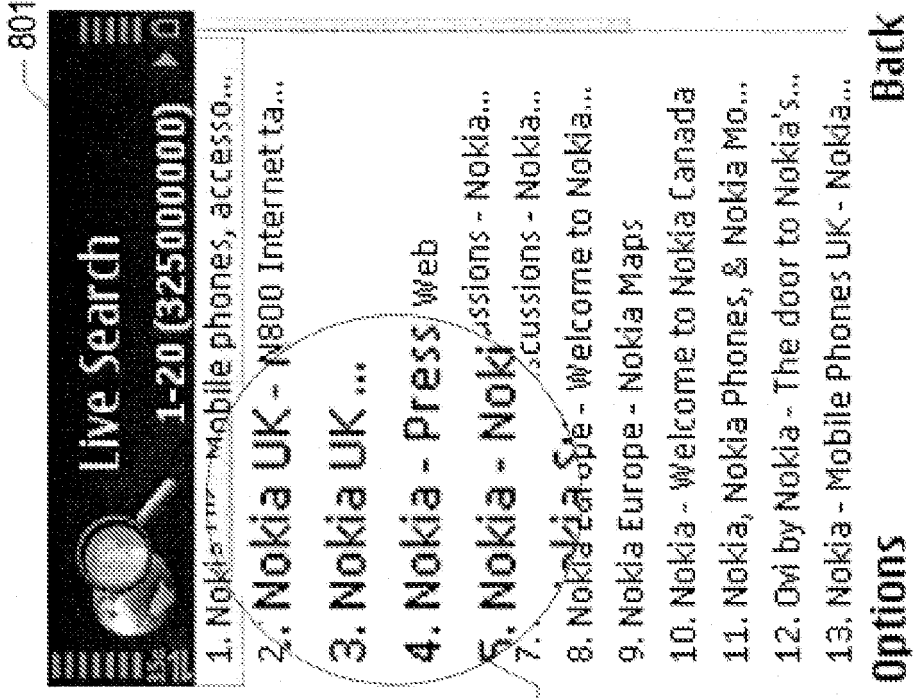 801
Live Search
1-20 (32500000)
1. Nokia Mobile phones, accesso...
2. Nokia UK - N800 Internet ta...
3. Nokia UK ...
4. Nokia - Press Web
5. Nokia - Noki ussions - Nokia...
7. kia cussions - Nokia...
8. Nokia Europe - Welcome to Nokia...
9. Nokia Europe - Nokia Maps
10. Nokia - Welcome to Nokia Canada
11. Nokia, Nokia Phones, & Nokia Mo...
12. Ovi by Nokia - The door to Nokia's...
13. Nokia - Mobile Phones UK - Nokia...
Options Back